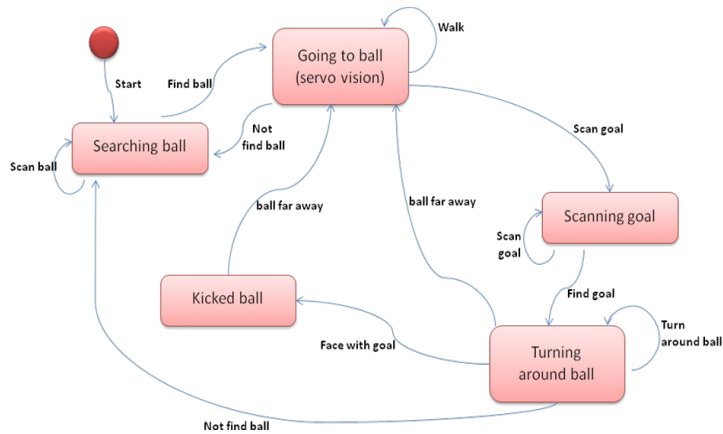 Walk
Going to ball
(servo vision)
Start
Find ball
Not
find ball
Scan goal
Searching ball
Scan ball
ball far away
ball far away
Scanning goal
Scan
goal
Kicked ball
Find goal
Face with goal
Turning
around ball
Turn
around ball
Not find ball